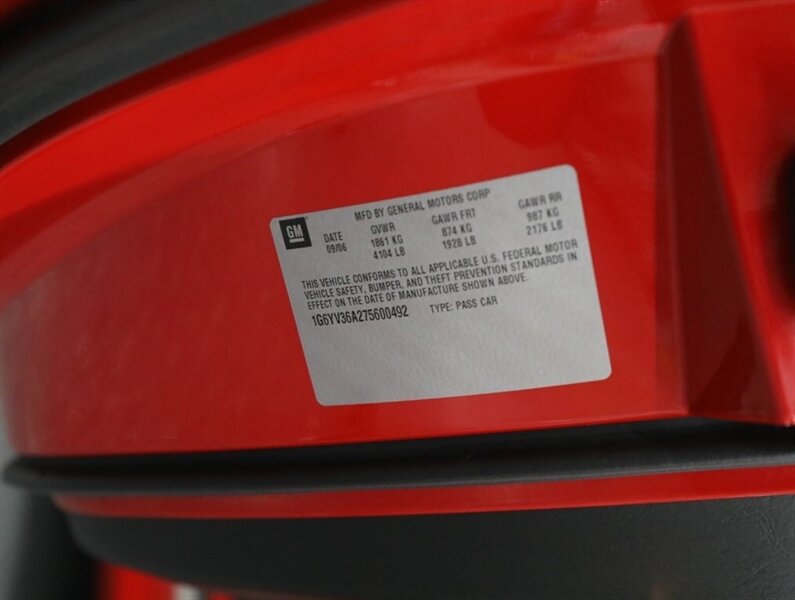 GM
MFD BY GENERAL MOTORS CORP
DATE GVWR GAWR FRT GAWR RR
09/06 1861 KG 874 KG 987 KG
4104 LB 1928 LB 2176 LB
THIS VEHICLE CONFORMS TO ALL APPLICABLE U.S. FEDERAL MOTOR
VEHICLE SAFETY, BUMPER, AND THEFT PREVENTION STANDARDS IN
EFFECT ON THE DATE OF MANUFACTURE SHOWN ABOVE.
1G6YV36A275600492 TYPE: PASS CAR